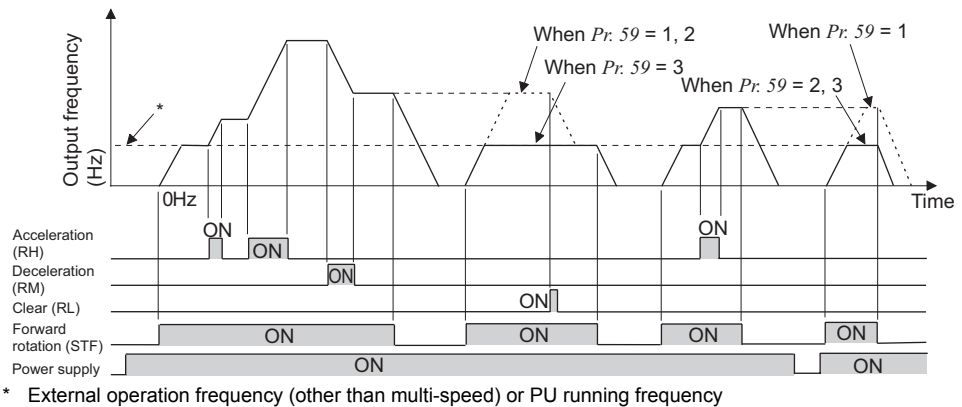 Output frequency
(Hz)
*
When Pr. 59 = 1, 2
When Pr. 59 = 3
When Pr. 59 = 1
When Pr. 59 = 2, 3
0Hz
Time
Acceleration
(RH)
ON
ON
ON
Deceleration
(RM)
ON
Clear (RL)
ON
Forward
rotation (STF)
ON
ON
ON
ON
Power supply
ON
ON
* External operation frequency (other than multi-speed) or PU running frequency